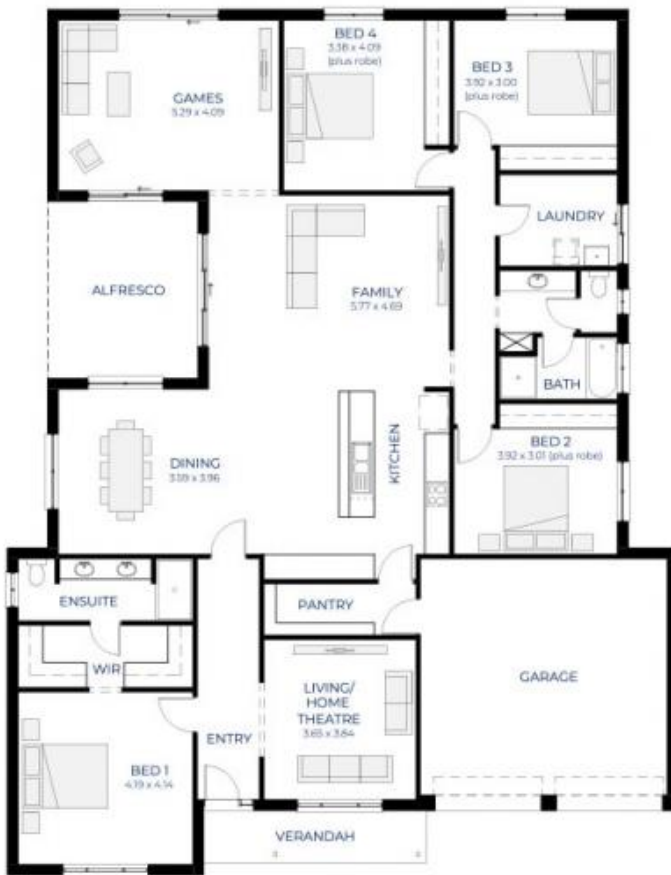 BED 4
3.38 x 4.09
(plus robe)
BED 3
3.92 x 3.00
(plus robe)
GAMES
5.29 x 4.09
LAUNDRY
ALFRESCO
FAMILY
5.77 x 4.69
BATH
KITCHEN
DINING
3.59 x 3.96
BED 2
3.92 x 3.01 (plus robe)
ENSUITE
PANTRY
WIR
GARAGE
LIVING/
HOME
THEATRE
3.65 x 3.84
ENTRY
BED 1
4.19 x 4.14
VERANDAH